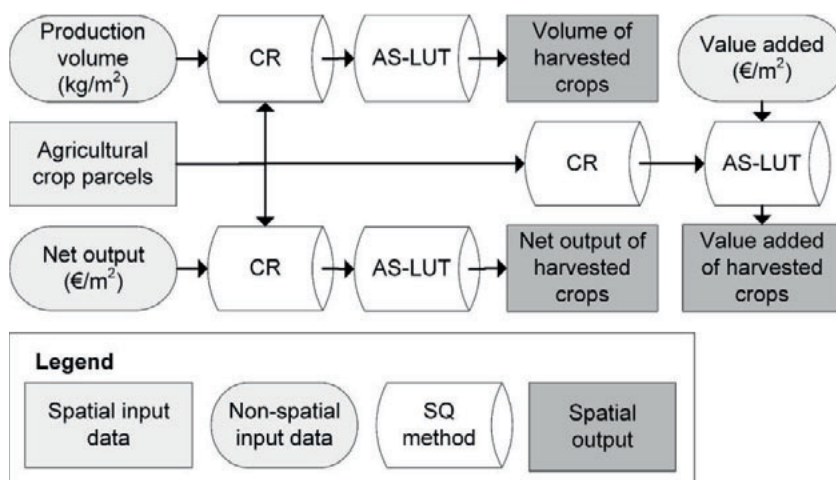 Production
volume
(kg/m²)
CR
AS-LUT
Volume of
harvested
crops
Value added
(€/m²)
Agricultural
crop parcels
CR
AS-LUT
Net output
(€/m²)
CR
AS-LUT
Net output of
harvested
crops
Value added
of harvested
crops
Legend
Spatial input
data
Non-spatial
input data
SQ
method
Spatial
output